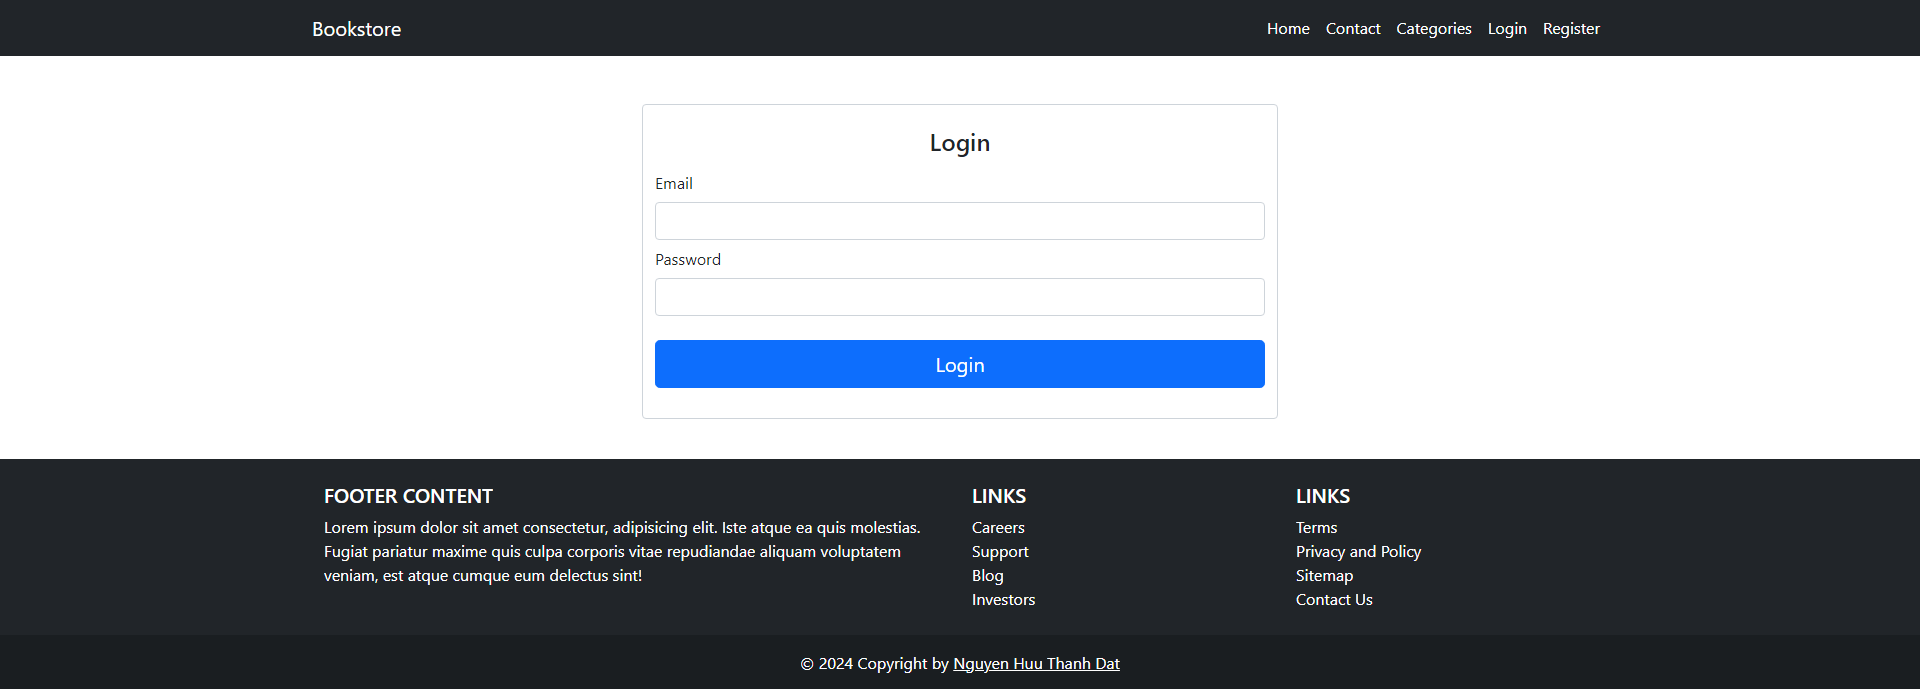 Bookstore
Home Contact Categories Login Register
Login
Email
Password
Login
FOOTER CONTENT
Lorem ipsum dolor sit amet consectetur, adipisicing elit. Iste atque ea quis molestias.
Fugiat pariatur maxime quis culpa corporis vitae repudiandae aliquam voluptatem
veniam, est atque cumque eum delectus sint!
LINKS
Careers
Support
Blog
Investors
LINKS
Terms
Privacy and Policy
Sitemap
Contact Us
© 2024 Copyright by Nguyen Huu Thanh Dat